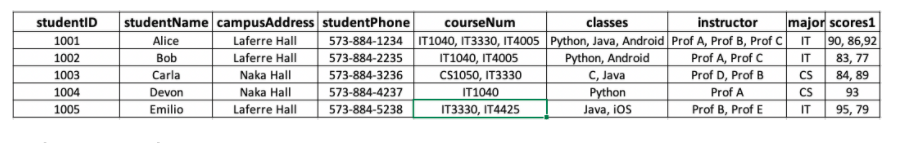 studentID studentName campusAddress studentPhone courseNum classes instructor major scores1
1001 Alice Laferre Hall 573-884-1234 IT1040, IT3330, IT4005 Python, Java, Android Prof A, Prof B, Prof C IT 90, 86,92
1002 Bob Laferre Hall 573-884-2235 IT1040, IT4005 Python, Android Prof A, Prof C IT 83, 77
1003 Carla Naka Hall 573-884-3236 CS1050, IT3330 C, Java Prof D, Prof B CS 84, 89
1004 Devon Naka Hall 573-884-4237 IT1040 Python Prof A CS 93
1005 Emilio Laferre Hall 573-884-5238 IT3330, IT4425 Java, iOS Prof B, Prof E IT 95, 79